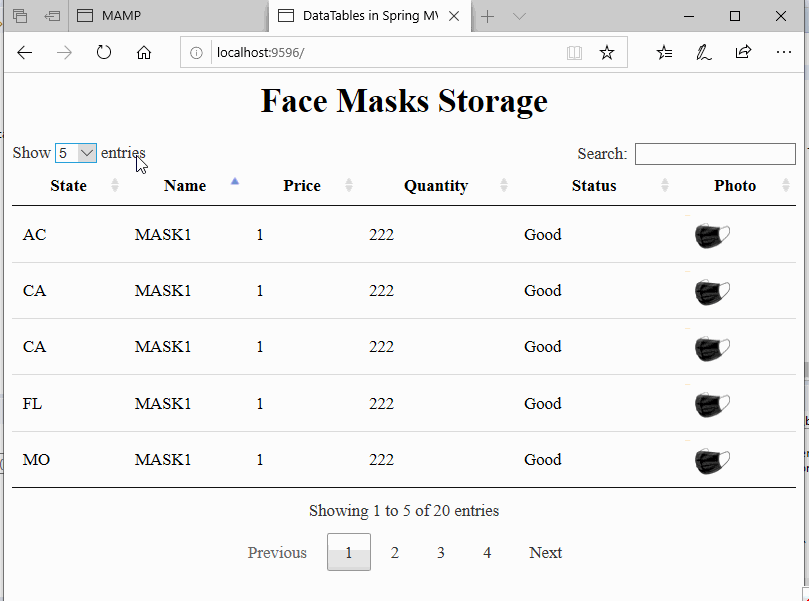 MAMP
DataTables in Spring MV
localhost:9596/
Face Masks Storage
Show 5 entries
Search:
State Name Price Quantity Status Photo
AC MASK1 1 222 Good
CA MASK1 1 222 Good
CA MASK1 1 222 Good
FL MASK1 1 222 Good
MO MASK1 1 222 Good
Showing 1 to 5 of 20 entries
Previous 1 2 3 4 Next